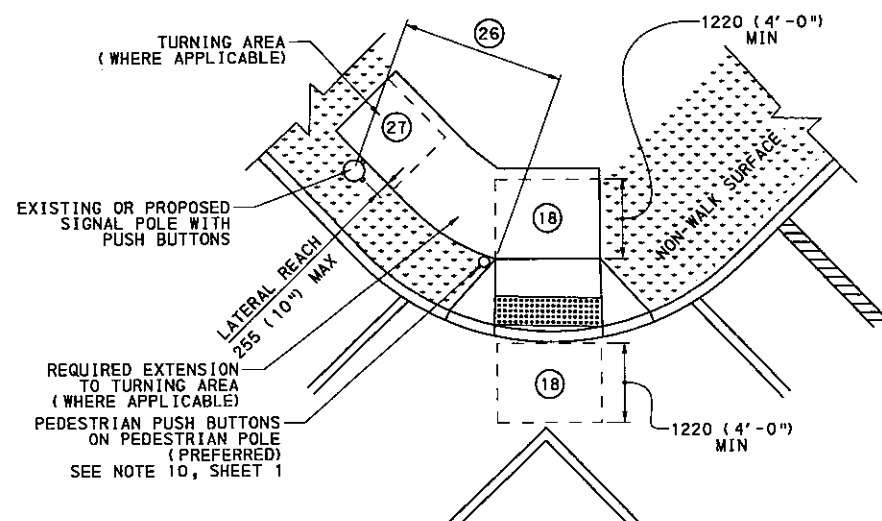 TURNING AREA
(WHERE APPLICABLE)
26
1220 (4'-0")
MIN
27
EXISTING OR PROPOSED
SIGNAL POLE WITH
PUSH BUTTONS
18
NON-WALK SURFACE
LATERAL REACH
255 (10") MAX
REQUIRED EXTENSION
TO TURNING AREA
(WHERE APPLICABLE)
18
PEDESTRIAN PUSH BUTTONS
ON PEDESTRIAN POLE
(PREFERRED)
SEE NOTE 10, SHEET 1
1220 (4'-0")
MIN